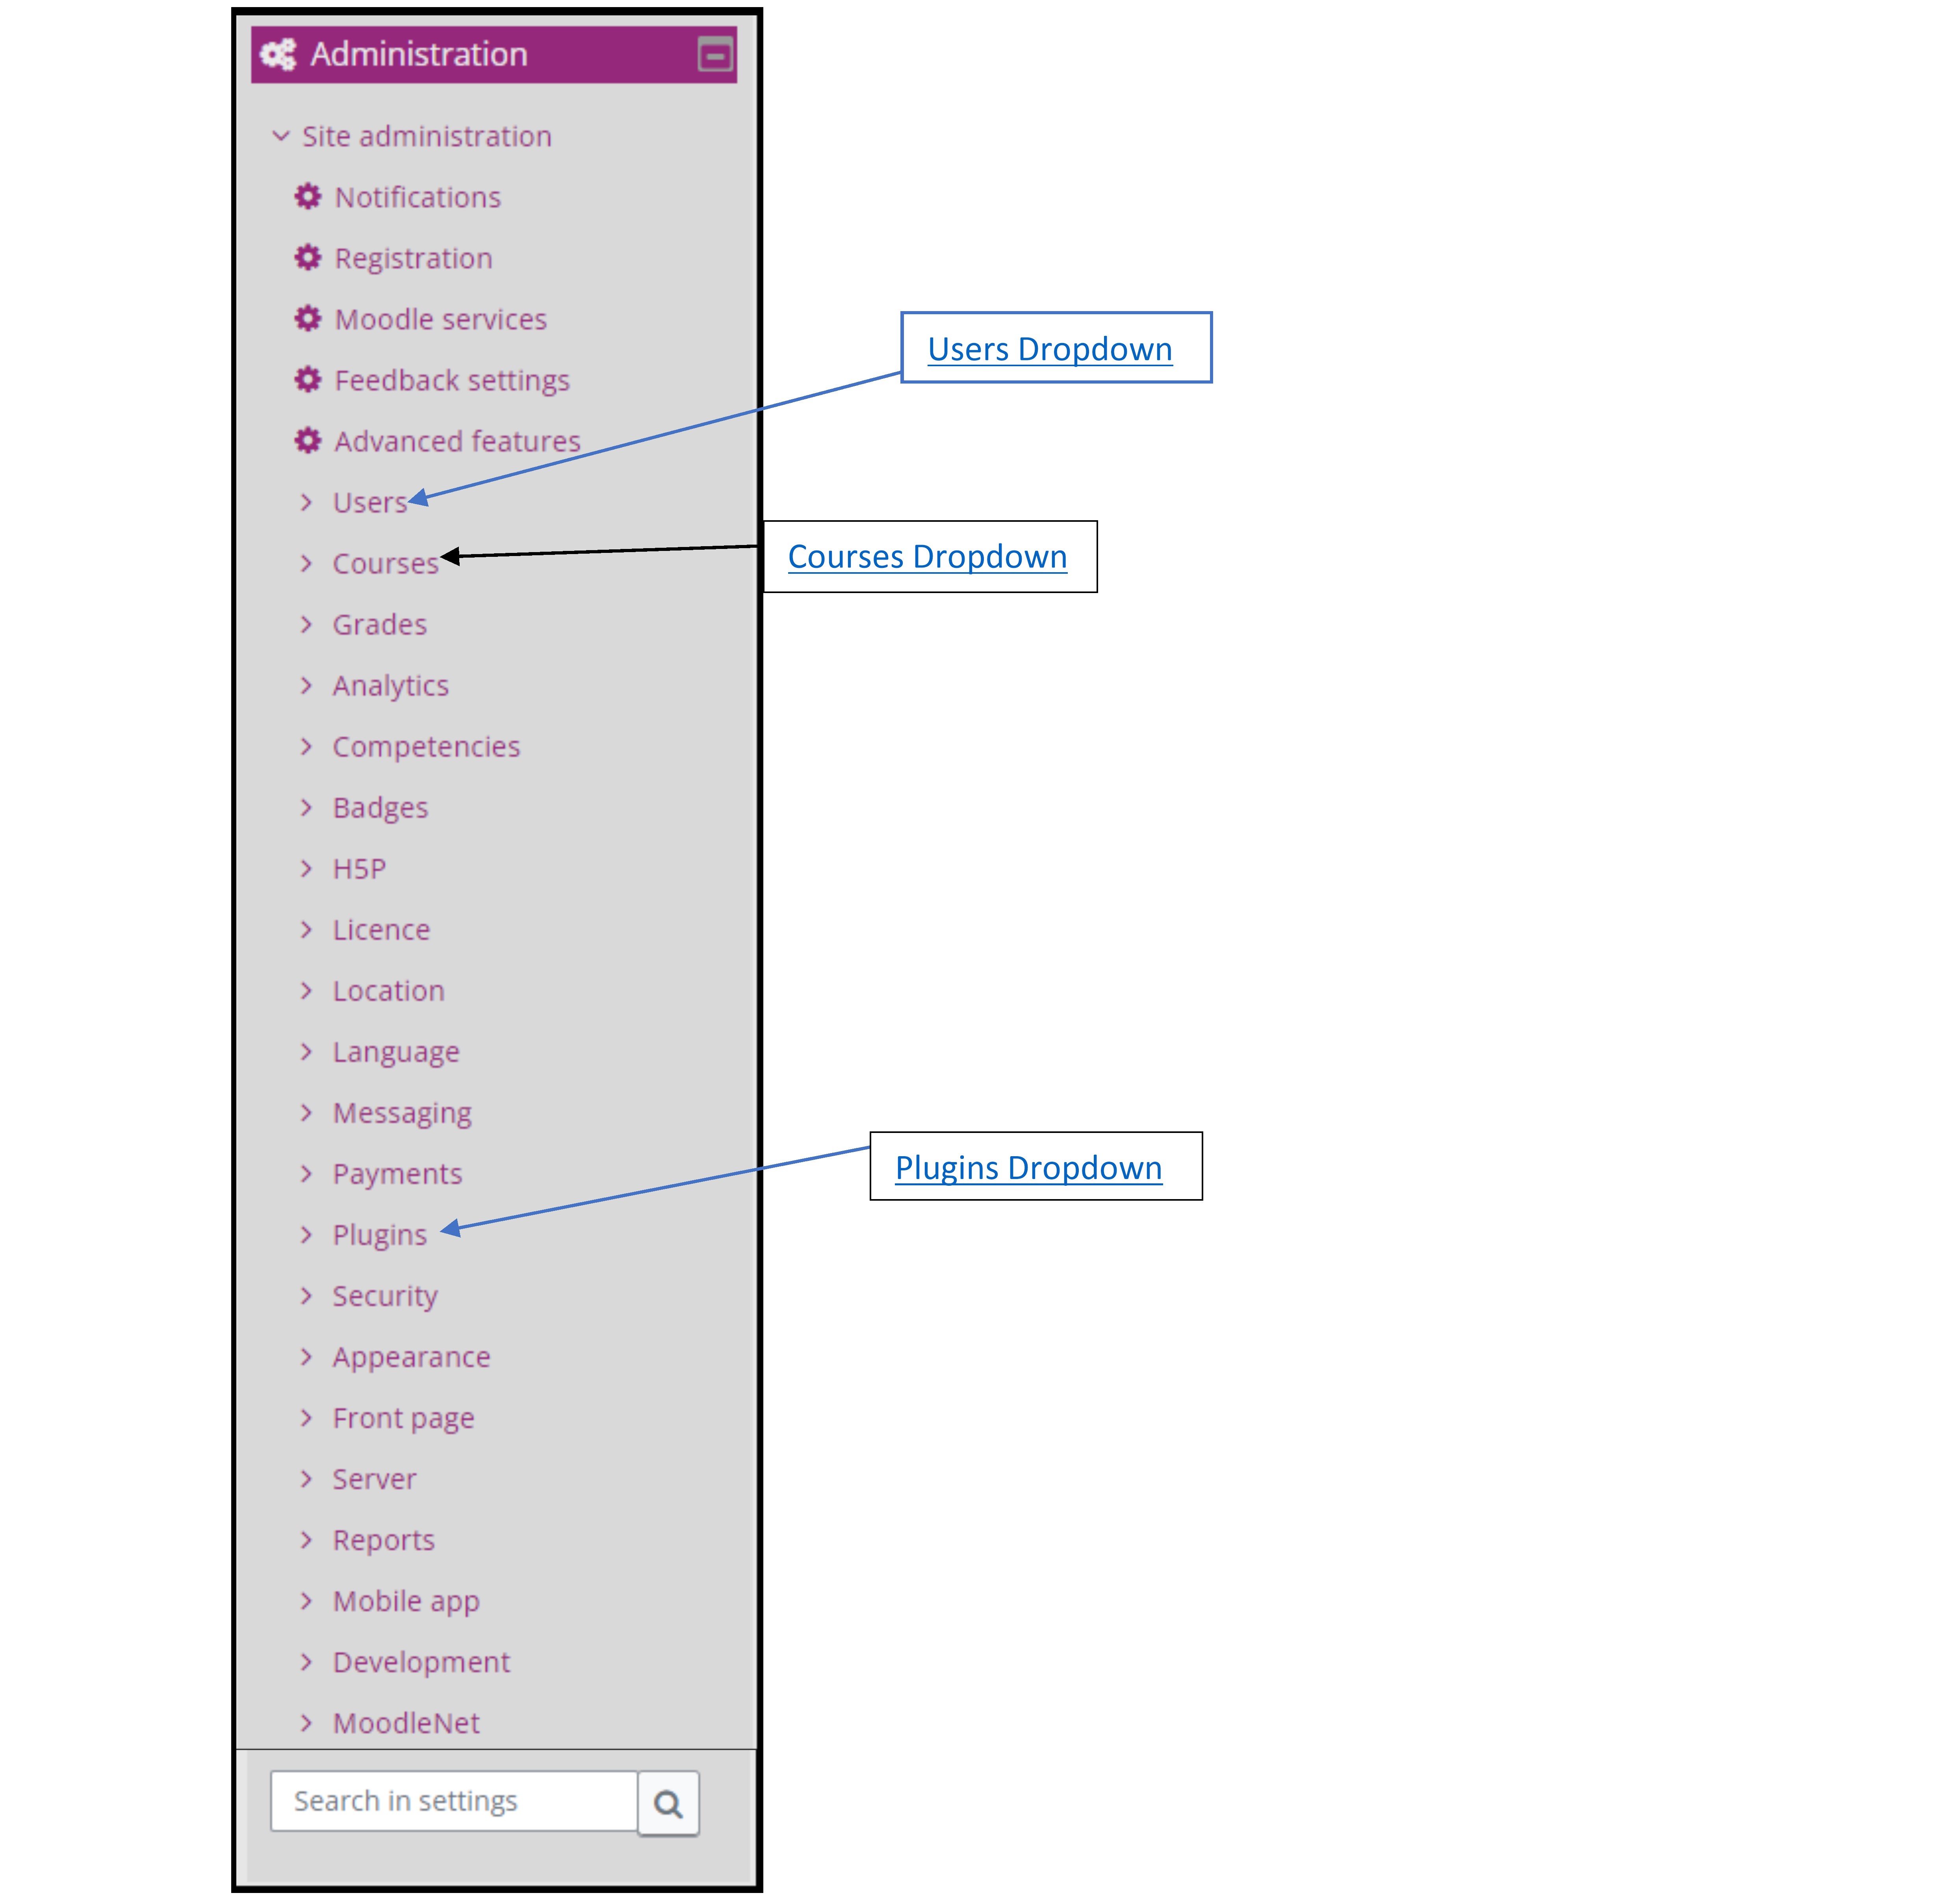 Administration
Site administration
Notifications
Registration
Moodle services
Feedback settings
Advanced features
Users
Courses
Grades
Analytics
Competencies
Badges
H5P
Licence
Location
Language
Messaging
Payments
Plugins
Security
Appearance
Front page
Server
Reports
Mobile app
Development
MoodleNet
Search in settings
Users Dropdown
Courses Dropdown
Plugins Dropdown